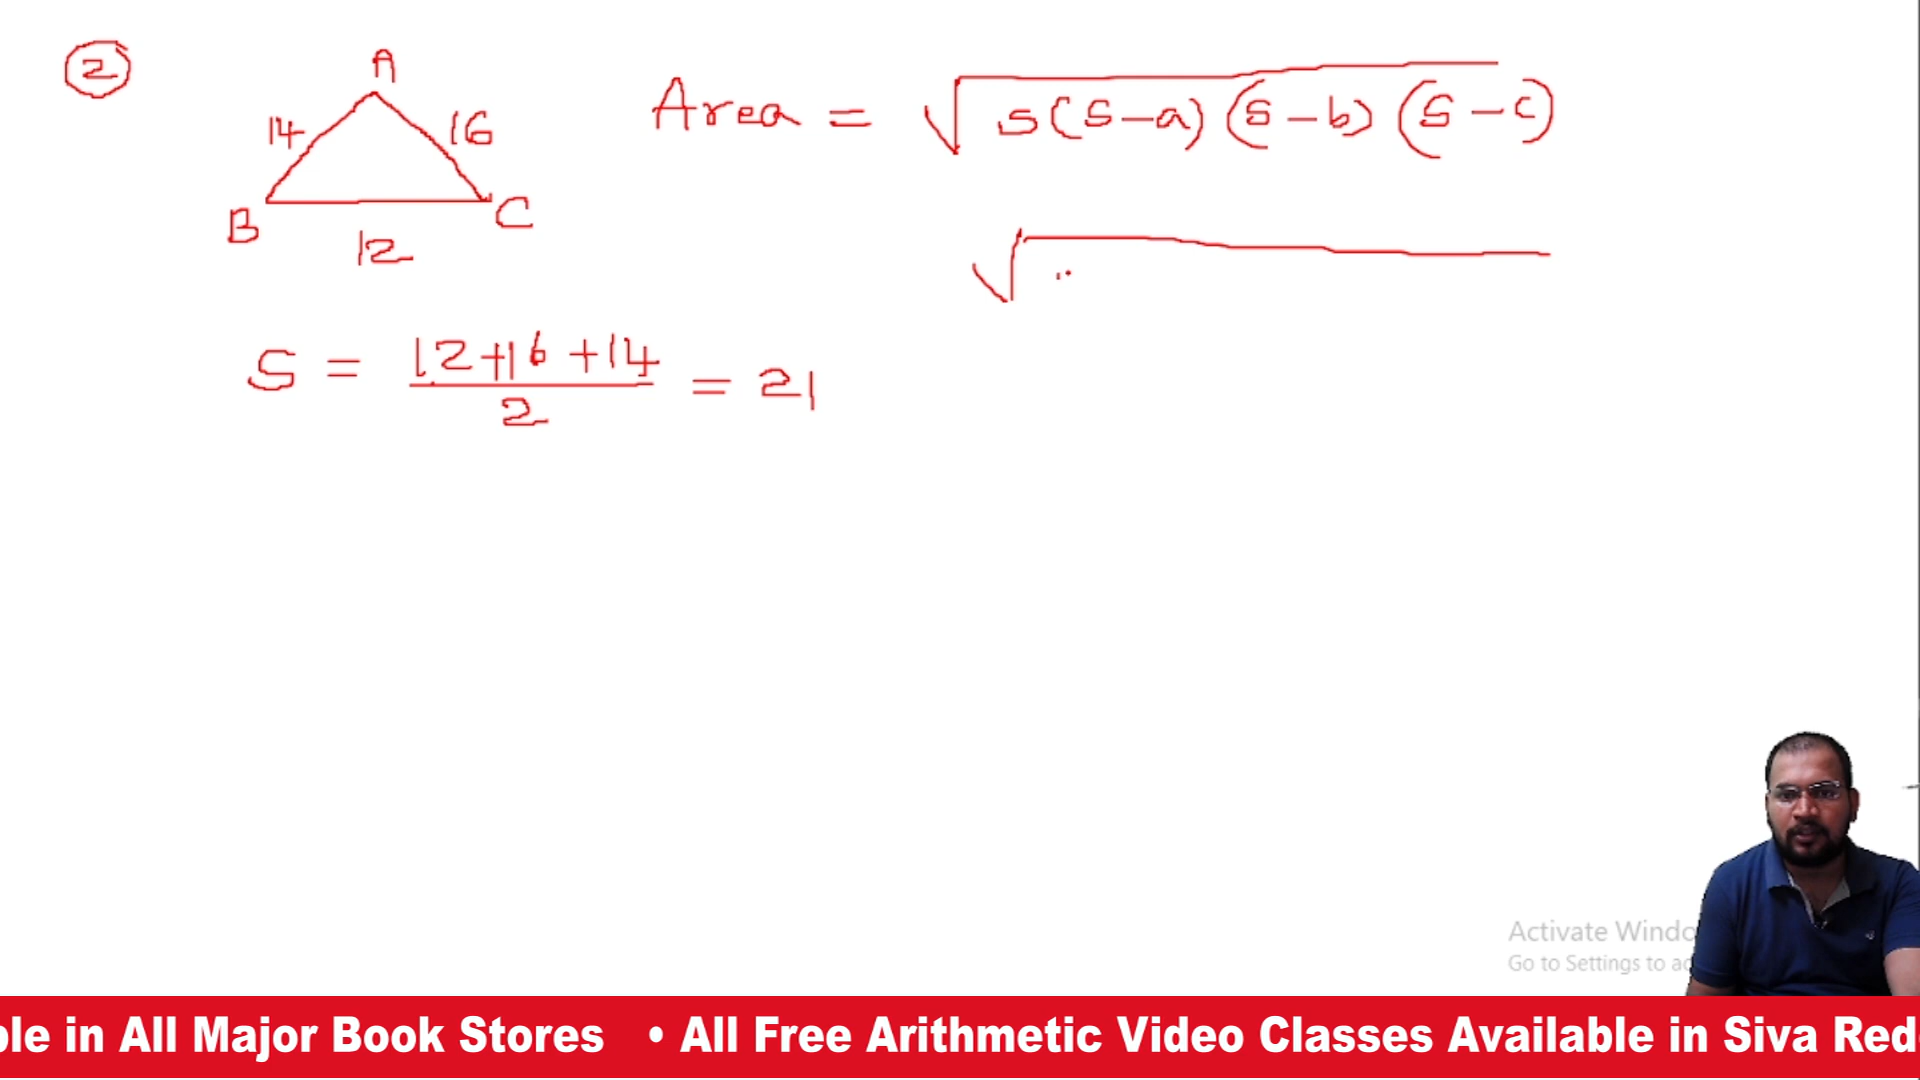 2
A
14
16
B
C
12
Area = √s(s-a)(s-b)(s-c)
√
S = 12+16+14 / 2 = 21
Activate Windo
Go to Settings to ac
ble in All Major Book Stores • All Free Arithmetic Video Classes Available in Siva Red